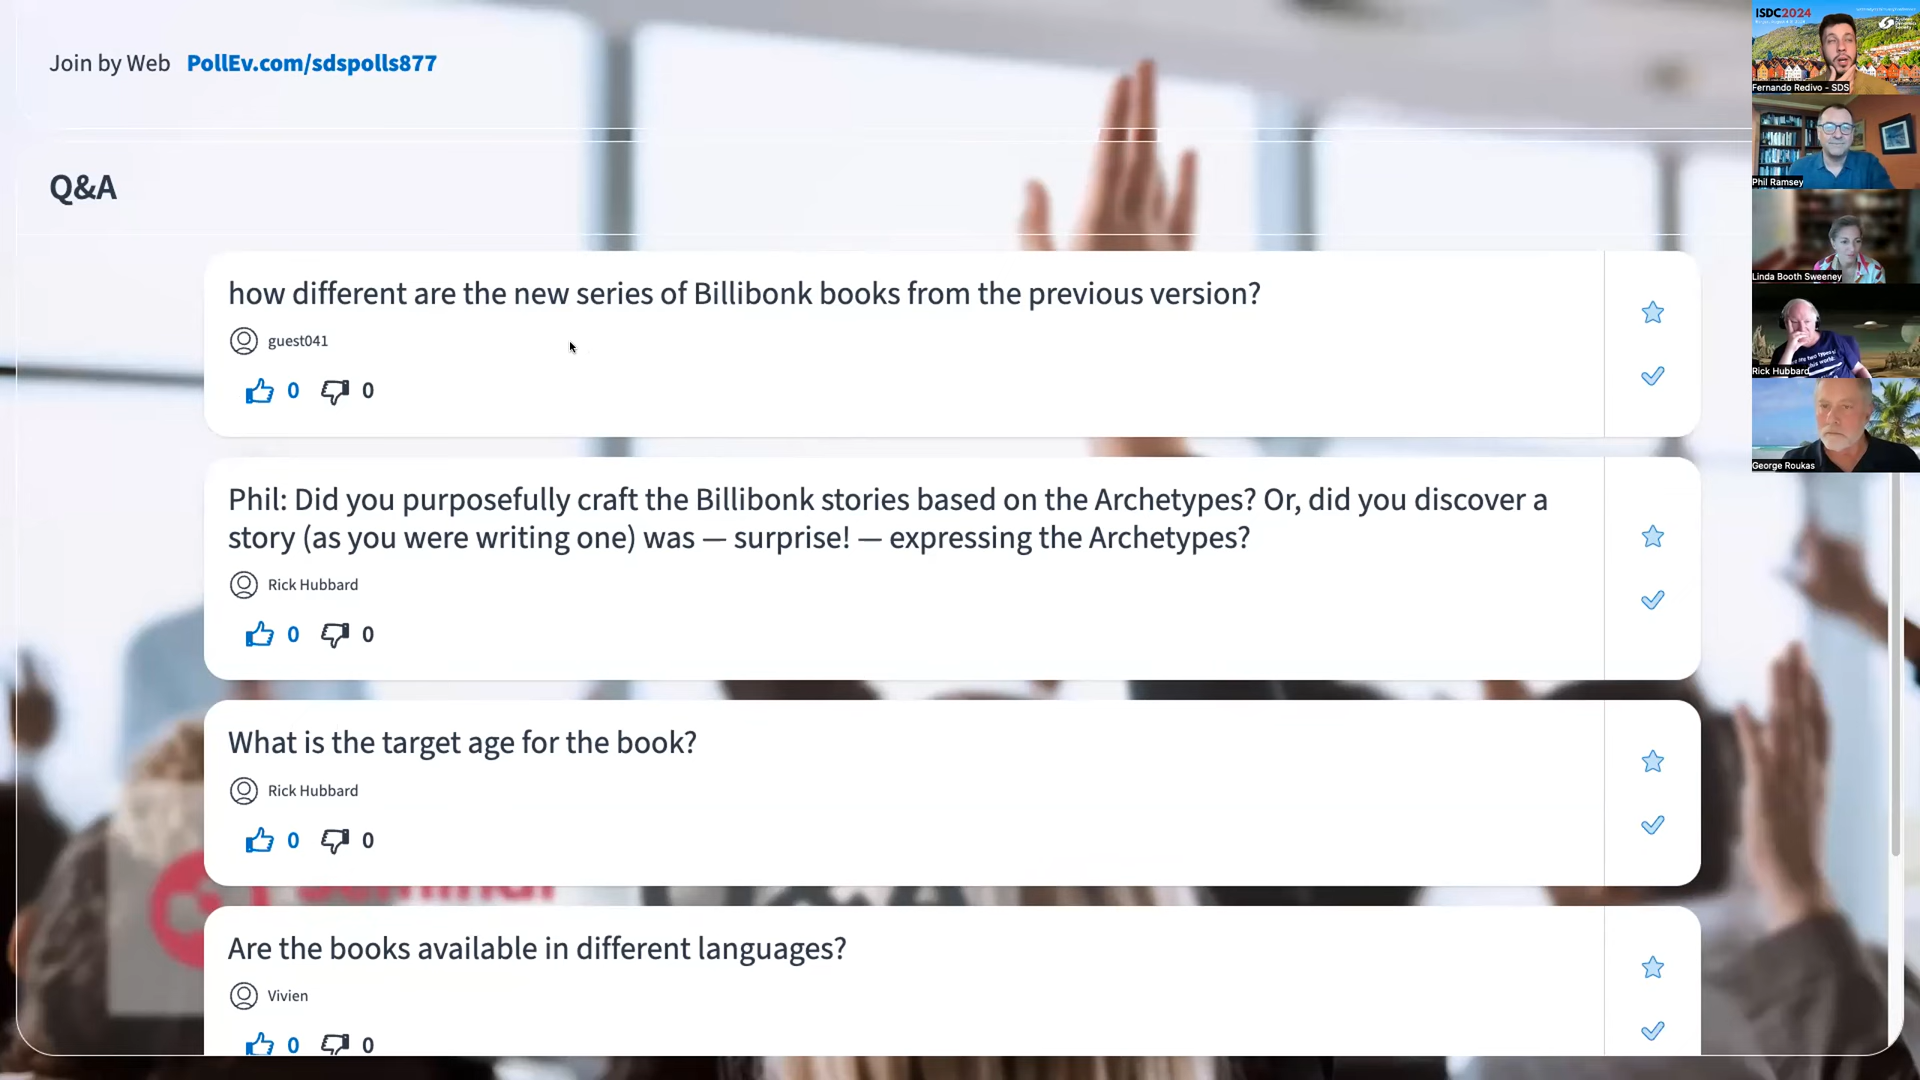 Join by Web PollEv.com/sdspolls877
Q&A
how different are the new series of Billibonk books from the previous version?
guest041
0 0
Phil: Did you purposefully craft the Billibonk stories based on the Archetypes? Or, did you discover a
story (as you were writing one) was — surprise! — expressing the Archetypes?
Rick Hubbard
0 0
What is the target age for the book?
Rick Hubbard
0 0
Are the books available in different languages?
Vivien
0 0
ISDC2024
Fernando Redivo - SDS
Phil Ramsey
Linda Booth Sweeney
Rick Hubbard
George Roukas